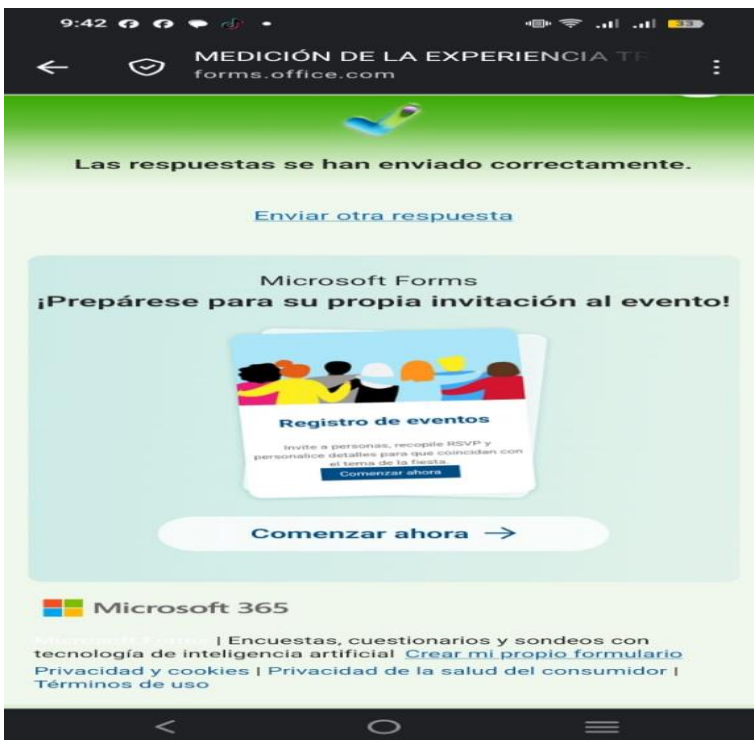 9:42
33
MEDICIÓN DE LA EXPERIENCIA TR
forms.office.com
Las respuestas se han enviado correctamente.
Enviar otra respuesta
Microsoft Forms
¡Prepárese para su propia invitación al evento!
Registro de eventos
Invite a personas, recopile RSVP y
personalice detalles para que coincidan con
el tema de la fiesta.
Comenzar ahora
Comenzar ahora →
Microsoft 365
| Encuestas, cuestionarios y sondeos con
tecnología de inteligencia artificial Crear mi propio formulario
Privacidad y cookies | Privacidad de la salud del consumidor |
Términos de uso